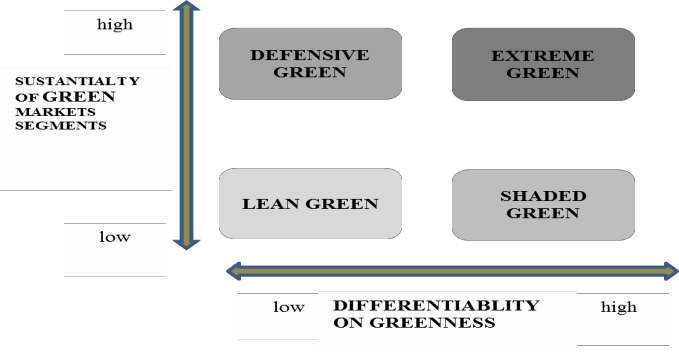 high
DEFENSIVE
GREEN
EXTREME
GREEN
SUSTANTIALTY
OF GREEN
MARKETS
SEGMENTS
LEAN GREEN
SHADED
GREEN
low
low
DIFFERENTIABLITY
ON GREENNESS
high